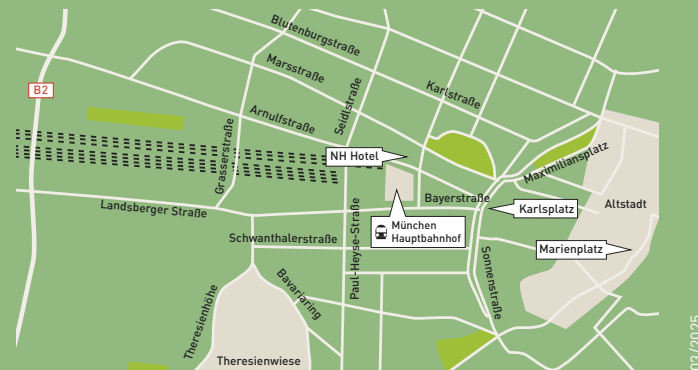 Blutenburgstraße
Marsstraße
Karlstraße
Seidlstraße
B2
Arnulfstraße
Grasserstraße
NH Hotel
Maximiliansplatz
Landsberger Straße
Bayerstraße
Karlsplatz
Altstadt
München
Hauptbahnhof
Schwanthalerstraße
Paul-Heyse-Straße
Marienplatz
Sonnenstraße
Bavariaring
Theresienhöhe
Theresienwiese
03/2025